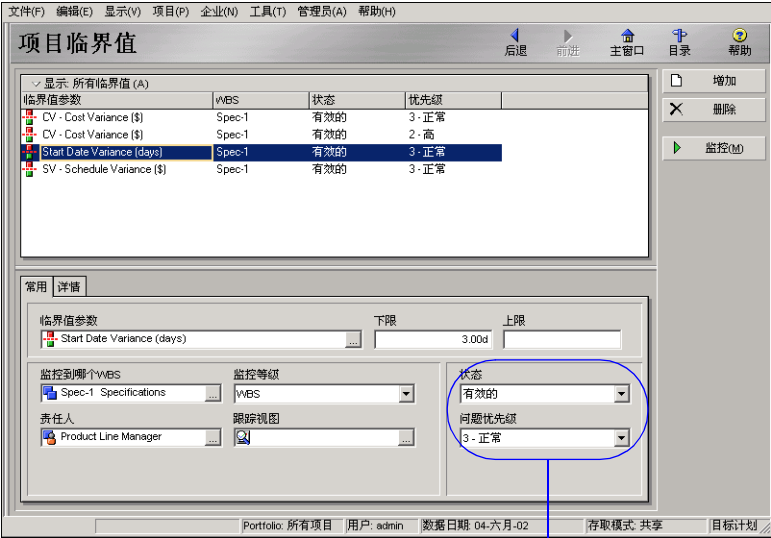 文件(F) 编辑(E) 显示(V) 项目(P) 企业(N) 工具(T) 管理员(A) 帮助(H)
项目临界值
后退 前进 主窗口 目录 帮助
显示: 所有临界值 (A)
临界值参数 WBS 状态 优先级
CV - Cost Variance ($) Spec-1 有效的 3 - 正常
CV - Cost Variance ($) Spec-1 有效的 2 - 高
Start Date Variance (days) Spec-1 有效的 3 - 正常
SV - Schedule Variance ($) Spec-1 有效的 3 - 正常
增加
删除
监控(M)
常用 详情
临界值参数 下限 上限
Start Date Variance (days) ... 3.00d
监控到哪个WBS 监控等级 状态
Spec-1 Specifications ... WBS 有效的
责任人 跟踪视图 问题优先级
Product Line Manager ... ... 3 - 正常
Portfolio: 所有项目 用户: admin 数据日期: 04-六月-02 存取模式: 共享 目标计划